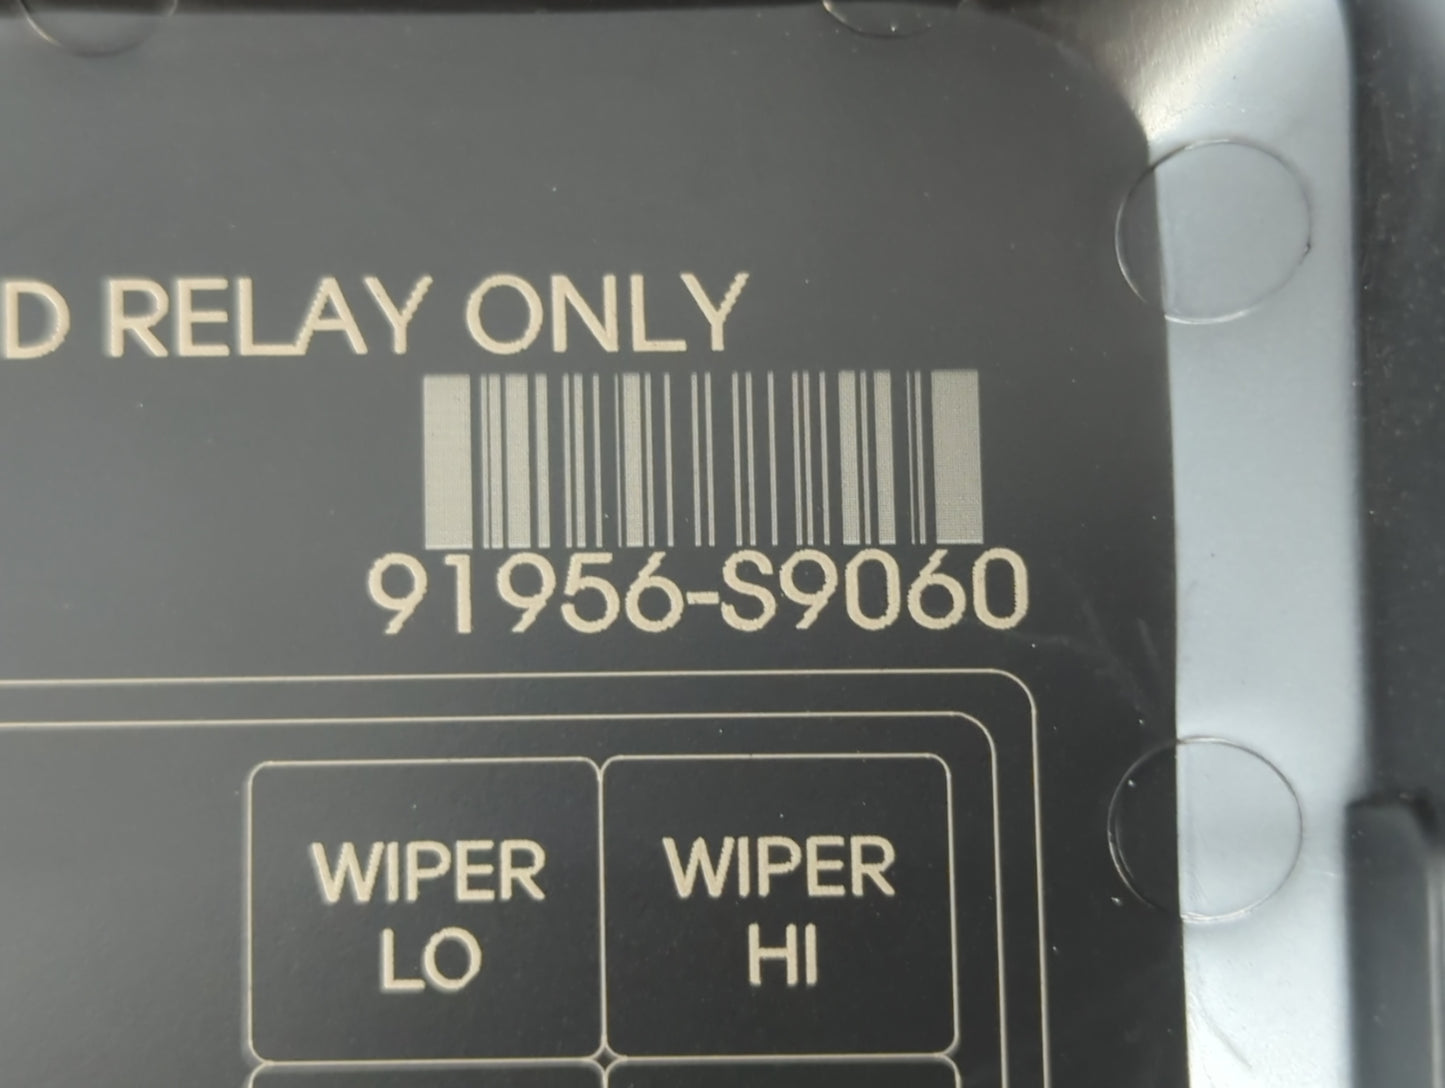 D RELAY ONLY
91956-S9060
WIPER
LO
WIPER
HI